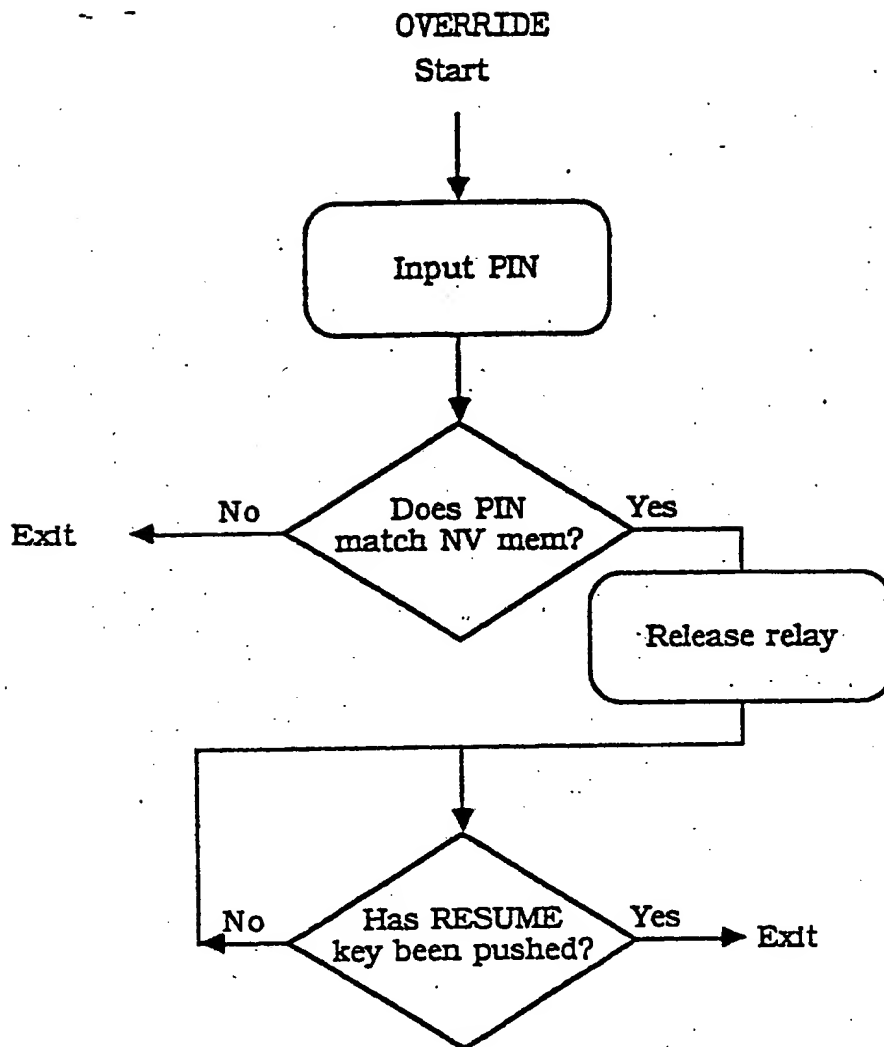 OVERRIDE
Start
Input PIN
Does PIN
match NV mem?
No
Yes
Exit
Release relay
Has RESUME
key been pushed?
No
Yes
Exit